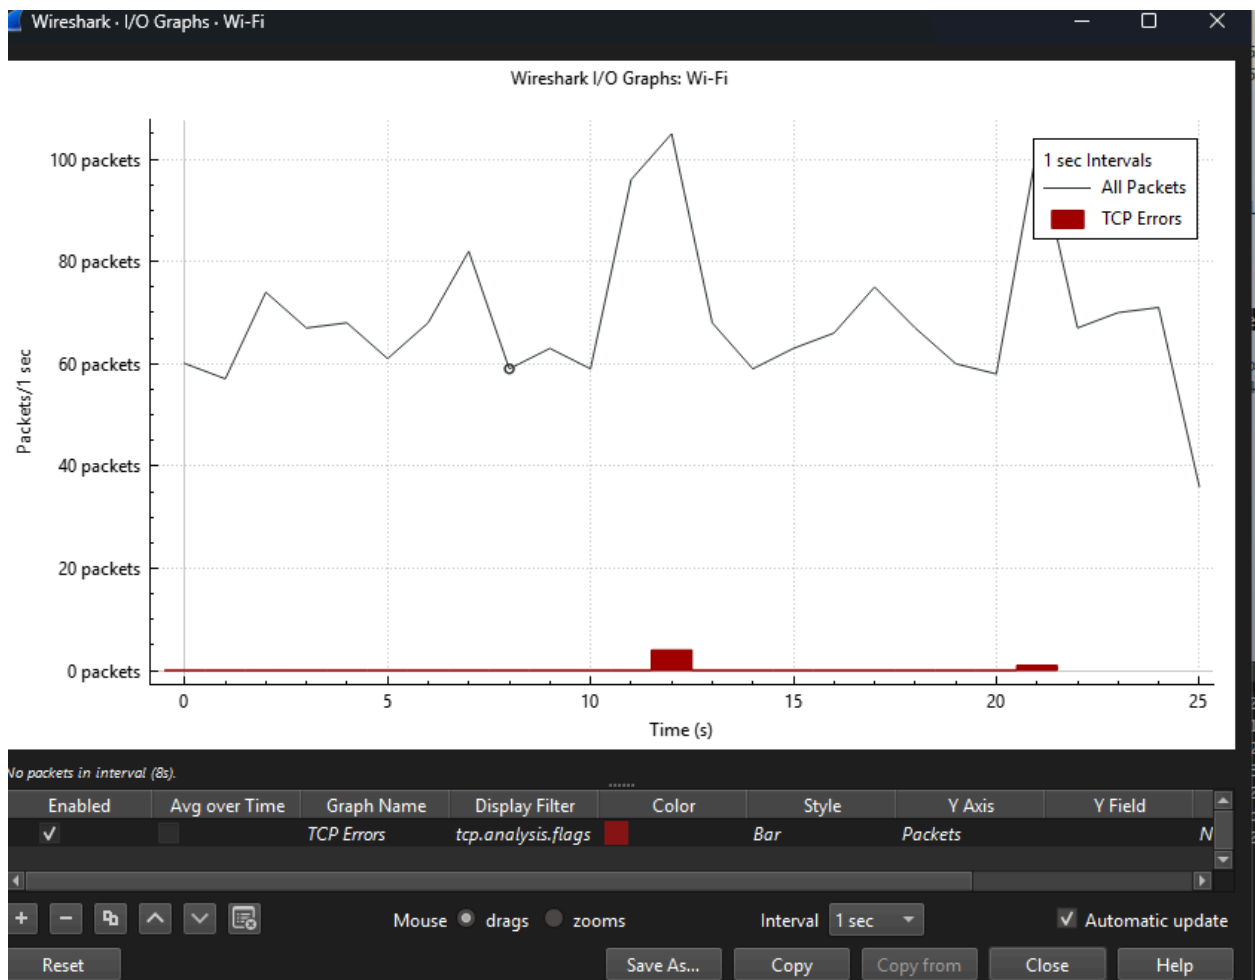 Wireshark · I/O Graphs · Wi-Fi
Wireshark I/O Graphs: Wi-Fi
1 sec Intervals
All Packets
TCP Errors
100 packets
80 packets
60 packets
40 packets
20 packets
0 packets
Packets/1 sec
0 5 10 15 20 25
Time (s)
No packets in interval (8s).
Enabled Avg over Time Graph Name Display Filter Color Style Y Axis Y Field
TCP Errors tcp.analysis.flags Bar Packets N
Mouse drags zooms Interval 1 sec Automatic update
Reset Save As... Copy Copy from Close Help